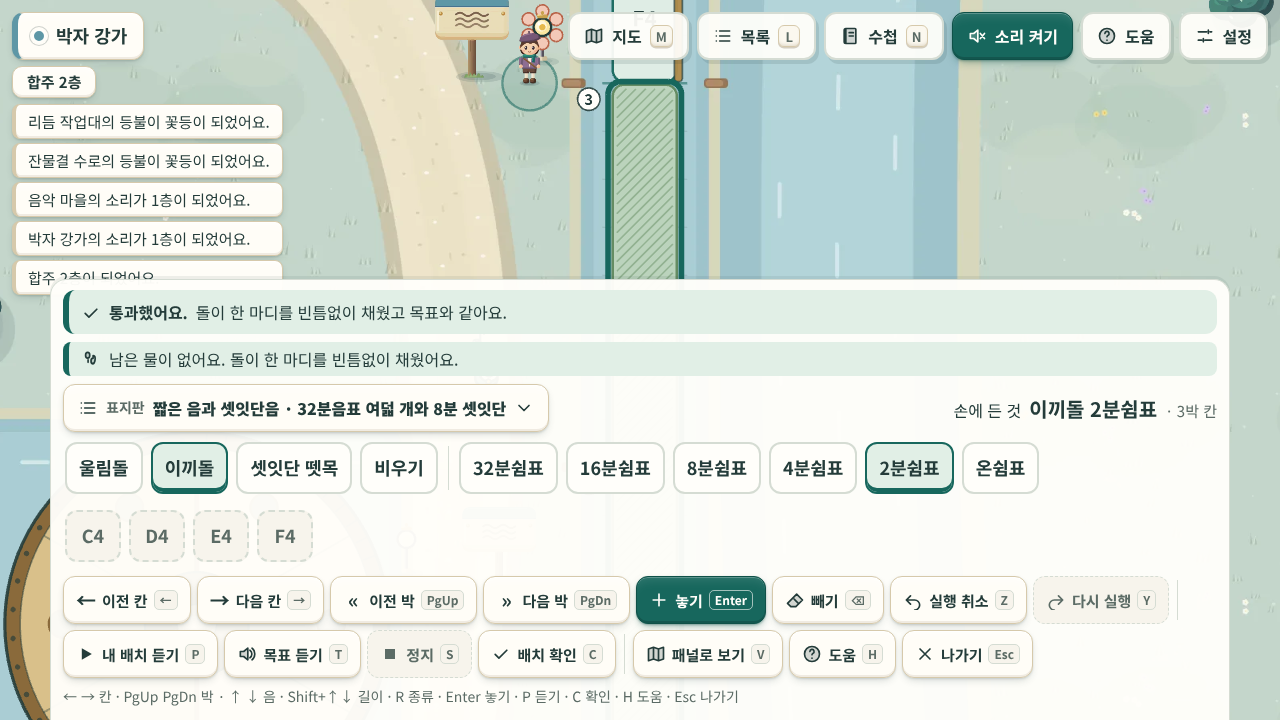 박자 강가
지도 M
목록 L
수첩 N
소리 켜기
도움
설정
합주 2층
리듬 작업대의 등불이 꽃등이 되었어요.
잔물결 수로의 등불이 꽃등이 되었어요.
음악 마을의 소리가 1층이 되었어요.
박자 강가의 소리가 1층이 되었어요.
합주 2층이 되었어요.
3
통과했어요. 돌이 한 마디를 빈틈없이 채웠고 목표와 같아요.
남은 물이 없어요. 돌이 한 마디를 빈틈없이 채웠어요.
표지판 짧은 음과 셋잇단음 · 32분음표 여덟 개와 8분 셋잇단
손에 든 것 이끼돌 2분쉼표 · 3박 칸
울림돌 이끼돌 셋잇단 뗏목 비우기 32분쉼표 16분쉼표 8분쉼표 4분쉼표 2분쉼표 온쉼표
C4 D4 E4 F4
← 이전 칸 ← → 다음 칸 → « 이전 박 PgUp » 다음 박 PgDn 놓기 Enter 빼기 ⌫ 실행 취소 Z 다시 실행 Y
내 배치 듣기 P 목표 듣기 T 정지 S 배치 확인 C 패널로 보기 V 도움 H 나가기 Esc
← → 칸 · PgUp PgDn 박 · ↑ ↓ 음 · Shift+↑↓ 길이 · R 종류 · Enter 놓기 · P 듣기 · C 확인 · H 도움 · Esc 나가기